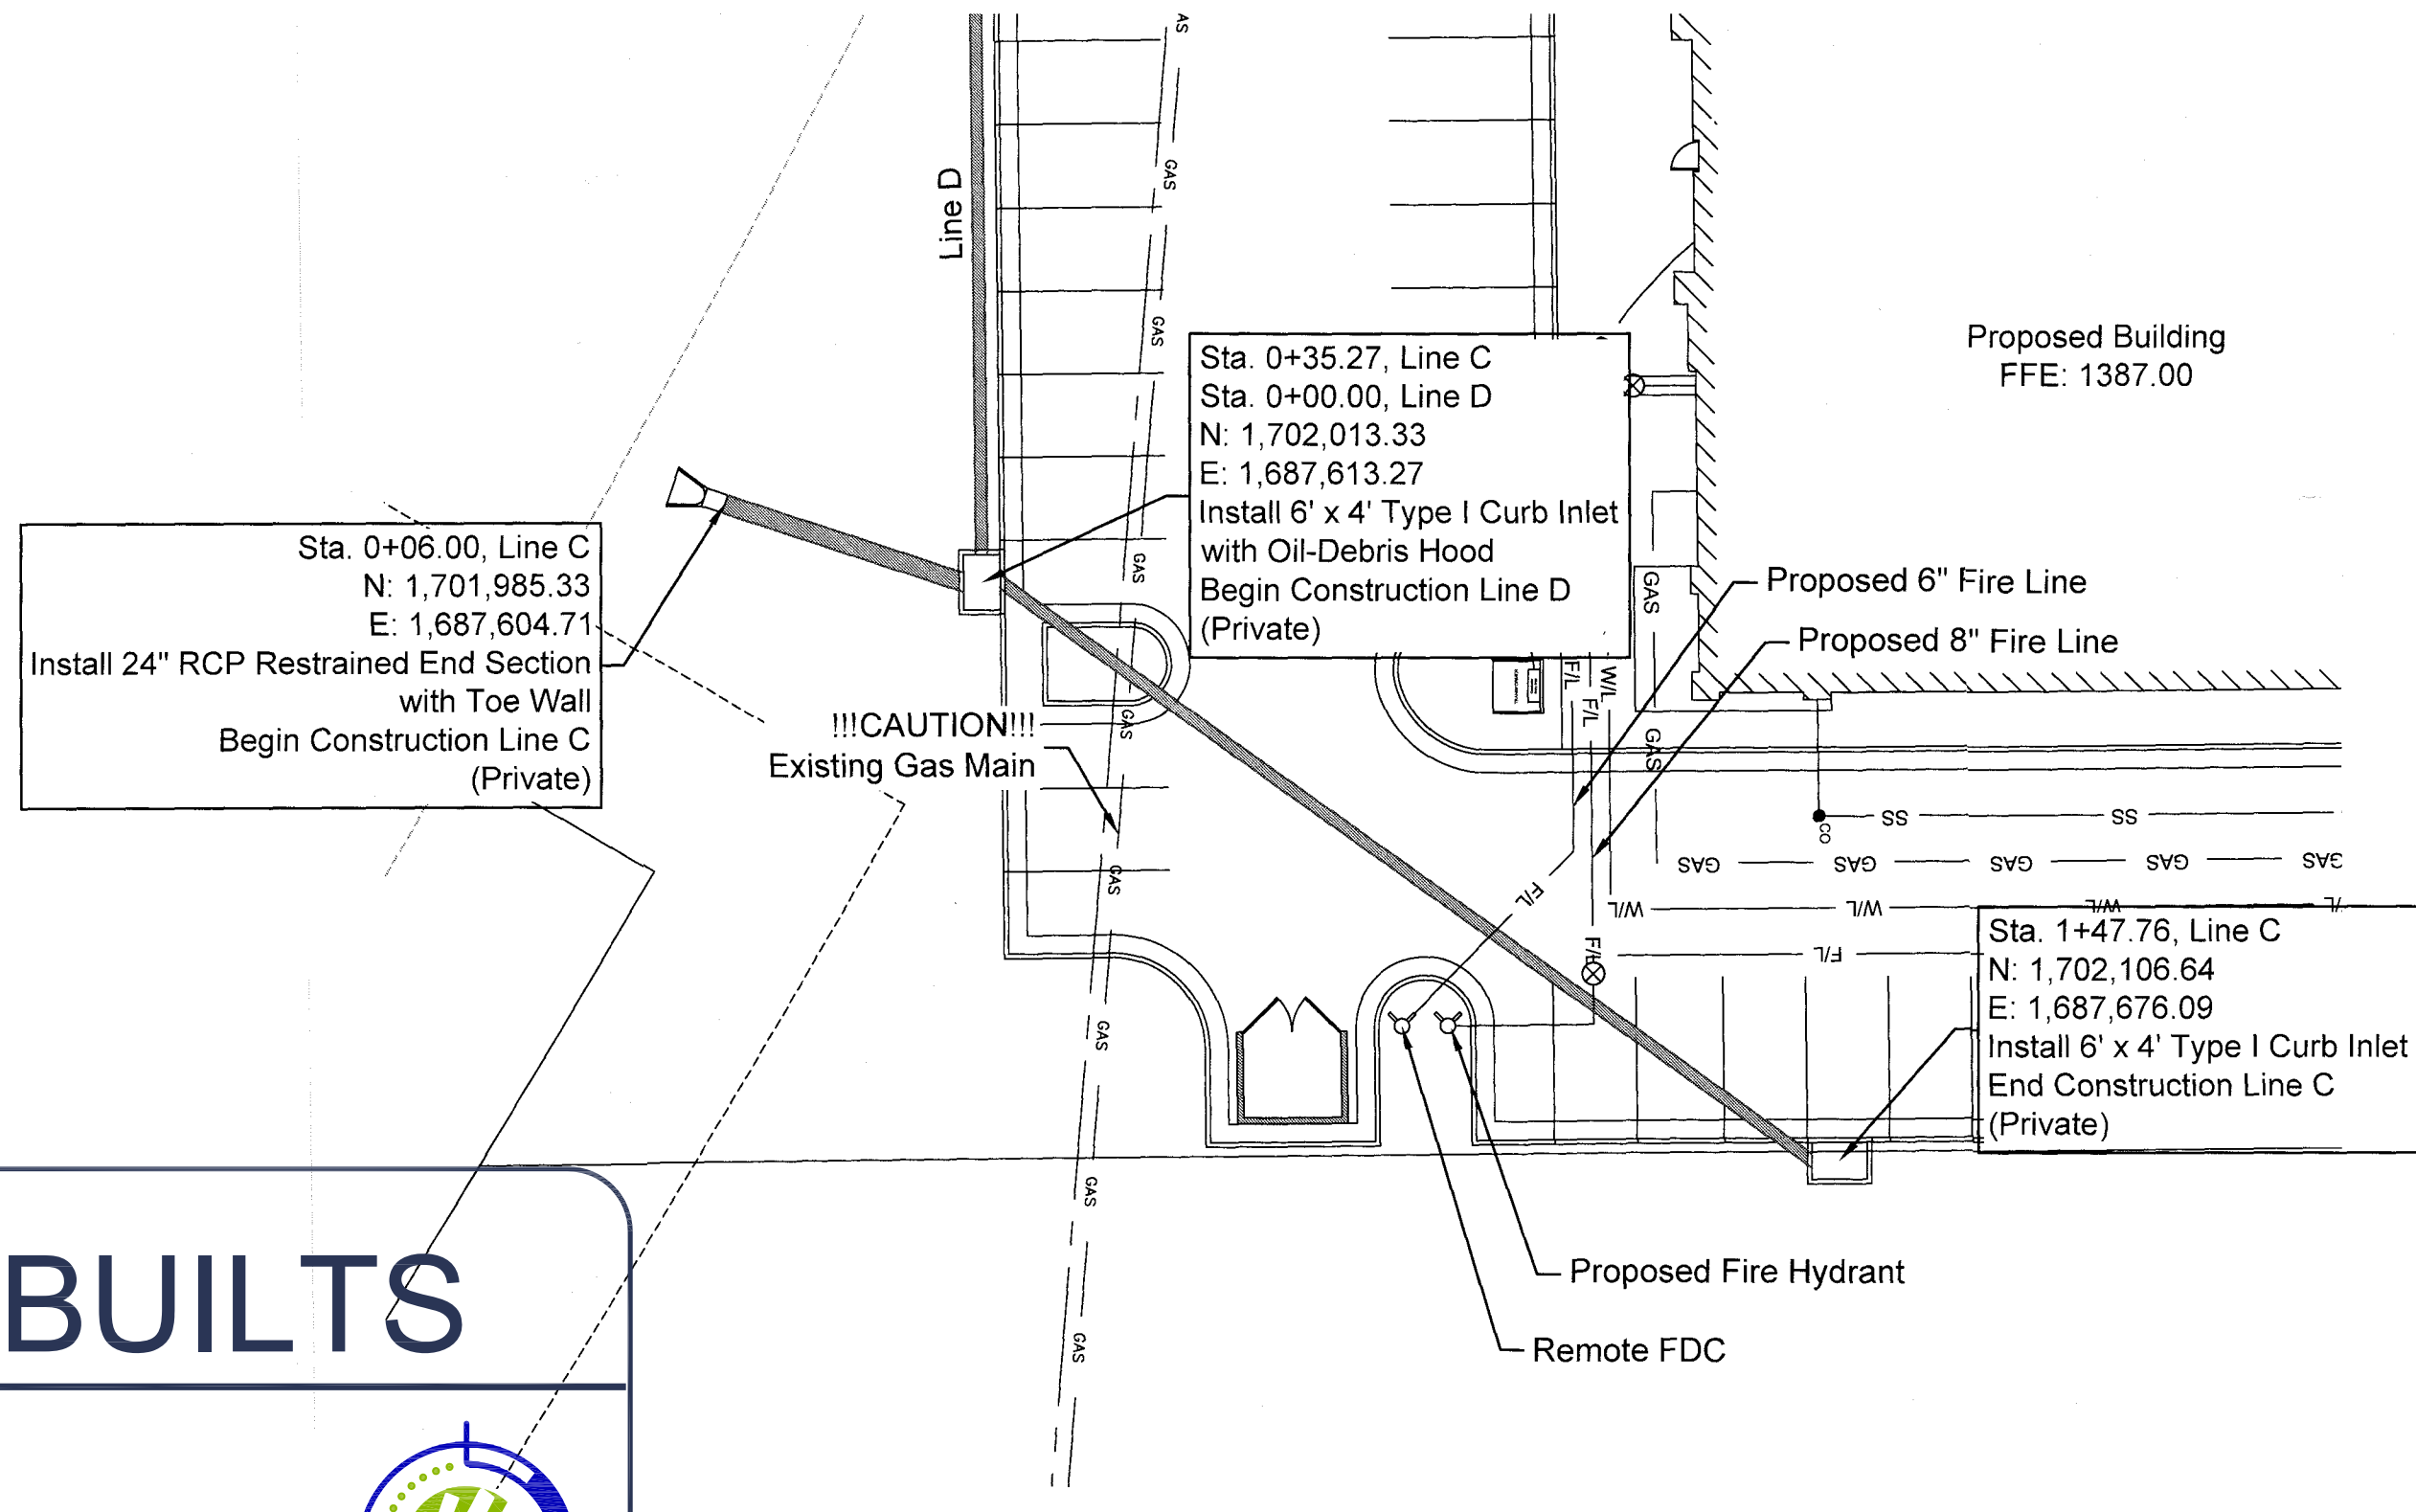 Line D
Proposed Building
FFE: 1387.00
Sta. 0+35.27, Line C
Sta. 0+00.00, Line D
N: 1,702,013.33
E: 1,687,613.27
Install 6' x 4' Type I Curb Inlet
with Oil-Debris Hood
Begin Construction Line D
(Private)
Sta. 0+06.00, Line C
N: 1,701,985.33
E: 1,687,604.71
Install 24" RCP Restrained End Section
with Toe Wall
Begin Construction Line C
(Private)
!!!CAUTION!!!
Existing Gas Main
Proposed 6" Fire Line
Proposed 8" Fire Line
Sta. 1+47.76, Line C
N: 1,702,106.64
E: 1,687,676.09
Install 6' x 4' Type I Curb Inlet
End Construction Line C
(Private)
Proposed Fire Hydrant
Remote FDC
AS
GAS
GAS
GAS
GAS
GAS
GAS
GAS
GAS
GAS
GAS
F/L
F/L
W/L
F/L
F/L
CO
SS
SS
GAS
GAS
GAS
GAS
GAS
W/L
W/L
W/L
/L
F/L
BUILTS